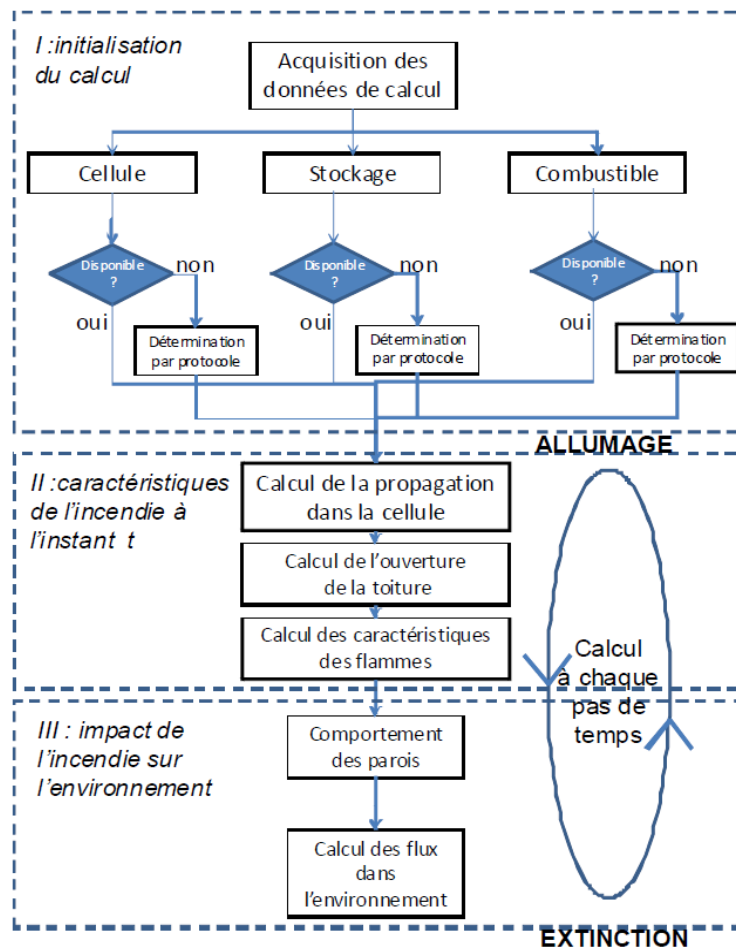 I :initialisation
du calcul
Acquisition des
données de calcul
Cellule
Stockage
Combustible
Disponible
?
non
oui
Disponible
?
non
oui
Disponible
?
non
oui
Détermination
par protocole
Détermination
par protocole
Détermination
par protocole
ALLUMAGE
II :caractéristiques
de l'incendie à
l'instant t
Calcul de la propagation
dans la cellule
Calcul de l'ouverture
de la toiture
Calcul des caractéristiques
des flammes
Calcul
à chaque
pas de
temps
III : impact de
l'incendie sur
l'environnement
Comportement
des parois
Calcul des flux
dans
l'environnement
EXTINCTION